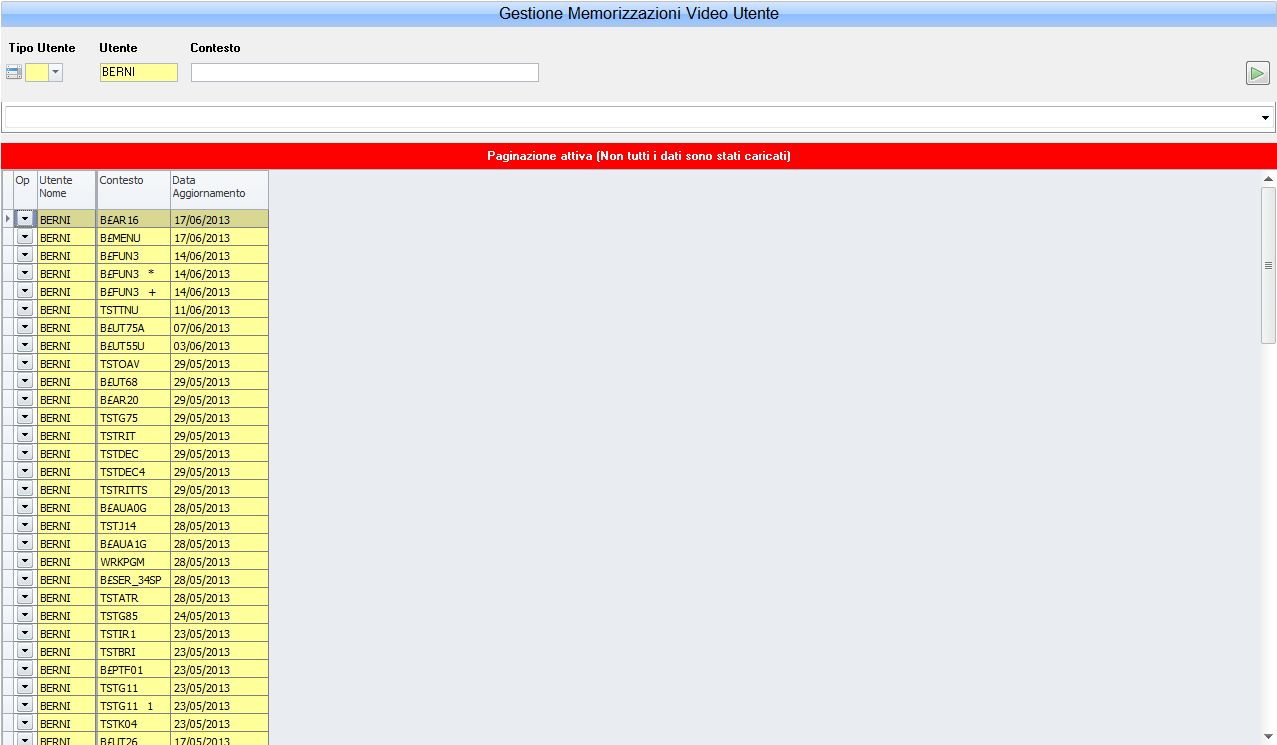 Gestione Memorizzazioni Video Utente
Tipo Utente Utente Contesto
BERNI
Paginazione attiva (Non tutti i dati sono stati caricati)
Op Utente Nome Contesto Data Aggiornamento
BERNI B£AR16 17/06/2013
BERNI B£MENU 17/06/2013
BERNI B£FUN3 14/06/2013
BERNI B£FUN3 * 14/06/2013
BERNI B£FUN3 + 14/06/2013
BERNI TSTTNU 11/06/2013
BERNI B£UT75A 07/06/2013
BERNI B£UT55U 03/06/2013
BERNI TSTOAV 29/05/2013
BERNI B£UT68 29/05/2013
BERNI B£AR20 29/05/2013
BERNI TSTG75 29/05/2013
BERNI TSTRIT 29/05/2013
BERNI TSTDEC 29/05/2013
BERNI TSTDEC4 29/05/2013
BERNI TSTRITTS 29/05/2013
BERNI B£AUA0G 28/05/2013
BERNI TSTJ14 28/05/2013
BERNI B£AUA1G 28/05/2013
BERNI WRKPGM 28/05/2013
BERNI B£SER_34SP 28/05/2013
BERNI TSTATR 28/05/2013
BERNI TSTG85 24/05/2013
BERNI TSTIR1 23/05/2013
BERNI TSTBRI 23/05/2013
BERNI B£PTF01 23/05/2013
BERNI TSTG11 23/05/2013
BERNI TSTG11 1 23/05/2013
BERNI TSTK04 23/05/2013
BERNI B£UT26 17/05/2013